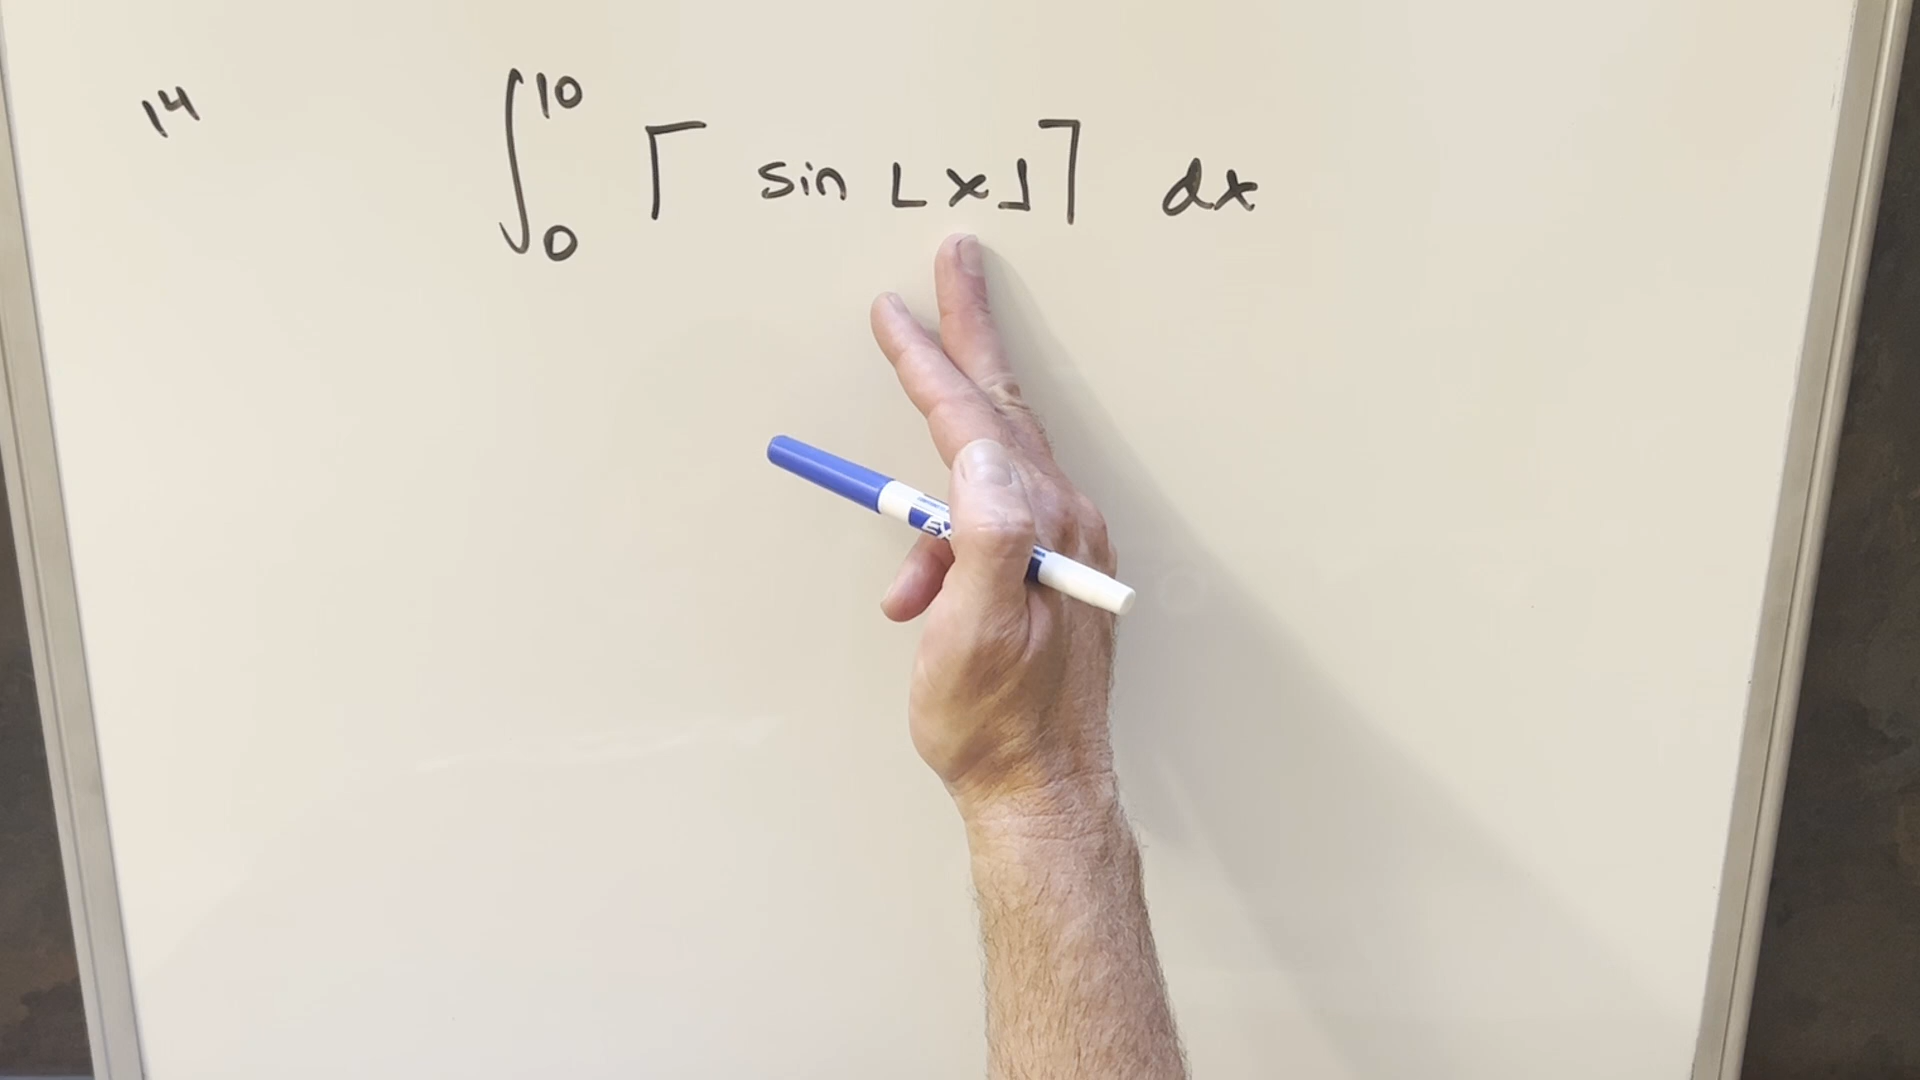 14 ∫₀¹⁰ ⌈ sin ⌊x⌋⌉ dx